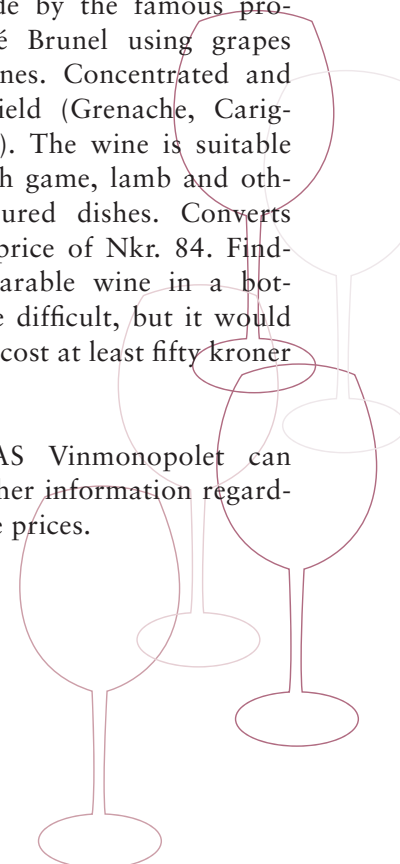 de by the famous pro-
é Brunel using grapes
nes. Concentrated and
ield (Grenache, Carig-
). The wine is suitable
h game, lamb and oth-
ured dishes. Converts
price of Nkr. 84. Find-
arable wine in a bot-
e difficult, but it would
cost at least fifty kroner
AS Vinmonopolet can
her information regard-
e prices.